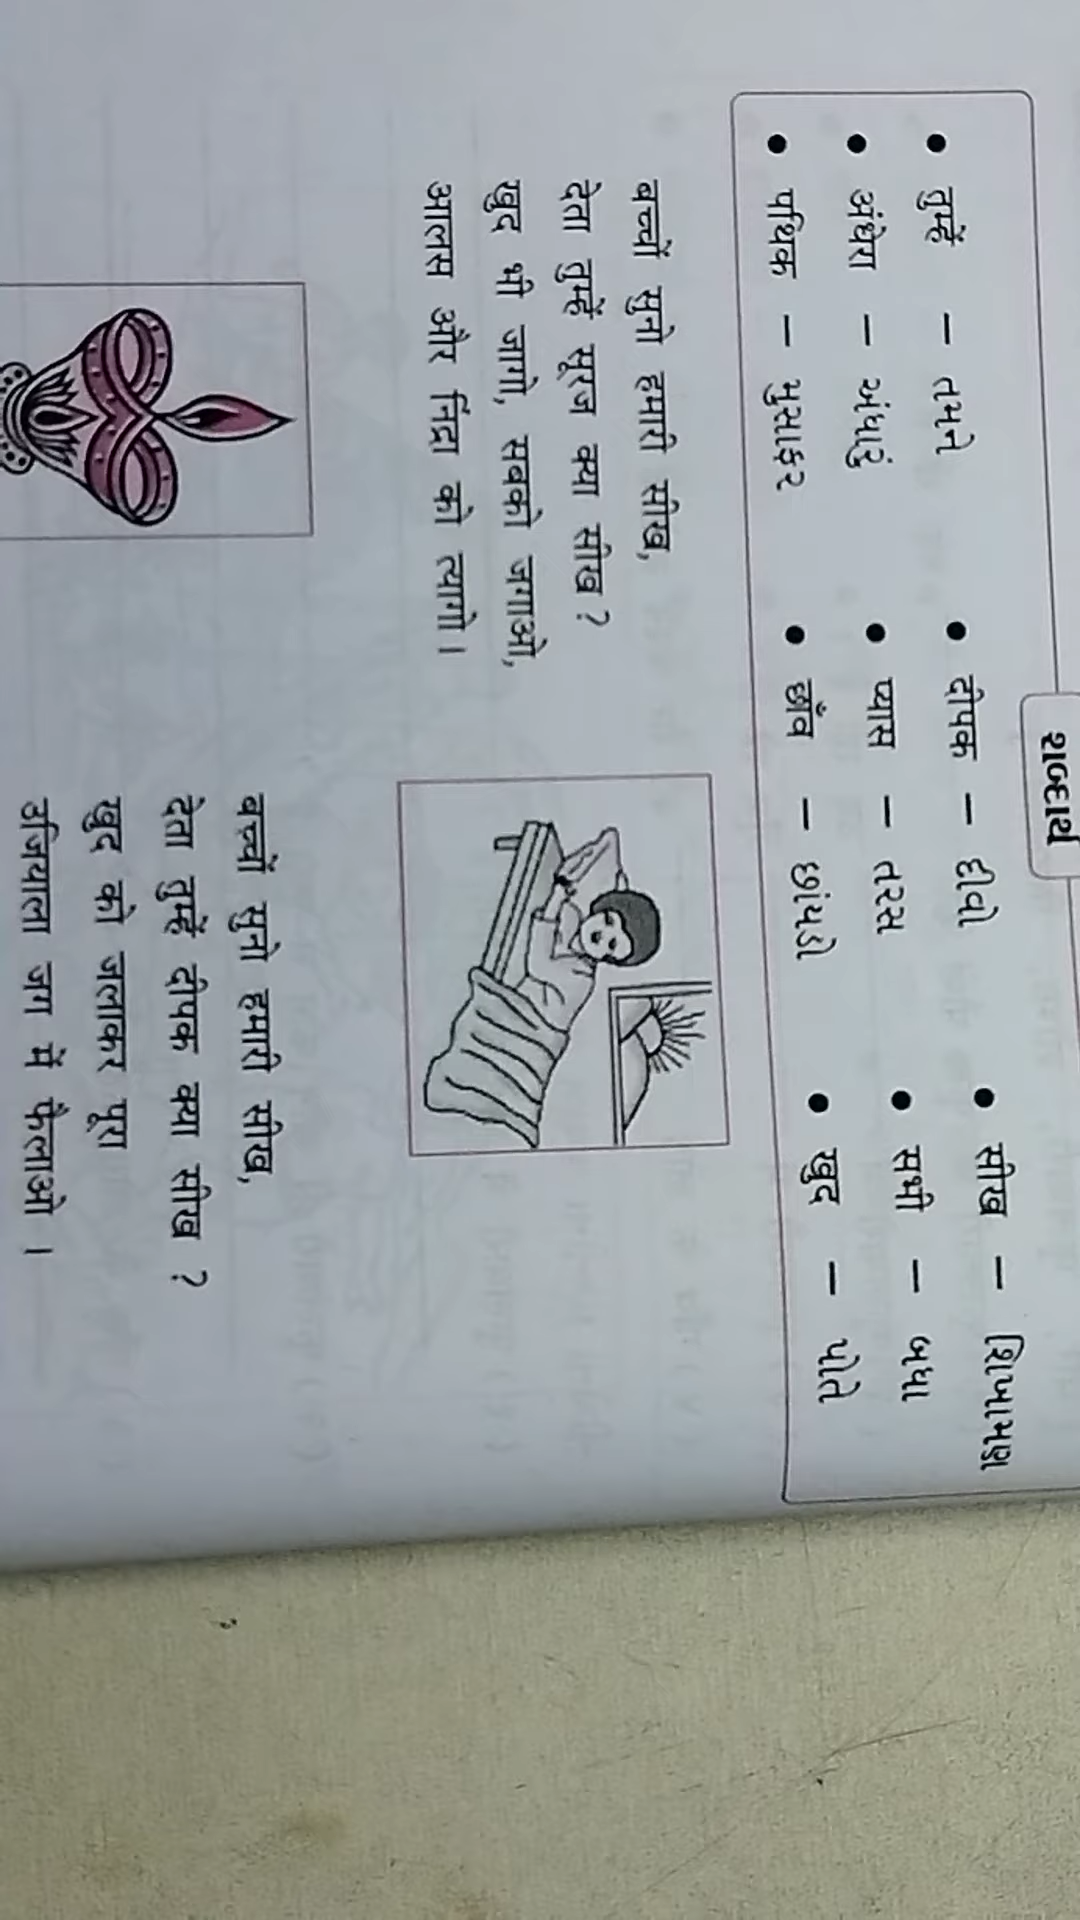 શબ્દાર્થ
• तुम्हें – તમને • दीपक – દીવો • सीख – શિખામણ
• अंधेरा – અંધારું • प्यास – તરસ • सभी – બધા
• पथिक – મુસાફર • छाँव – છાંયડો • खुद – પોતે
बच्चों सुनो हमारी सीख,
देता तुम्हें सूरज क्या सीख ?
खुद भी जागो, सबको जगाओ,
आलस और निद्रा को त्यागो ।
बच्चों सुनो हमारी सीख,
देता तुम्हें दीपक क्या सीख ?
खुद को जलाकर पूरा
उजियाला जग में फैलाओ ।